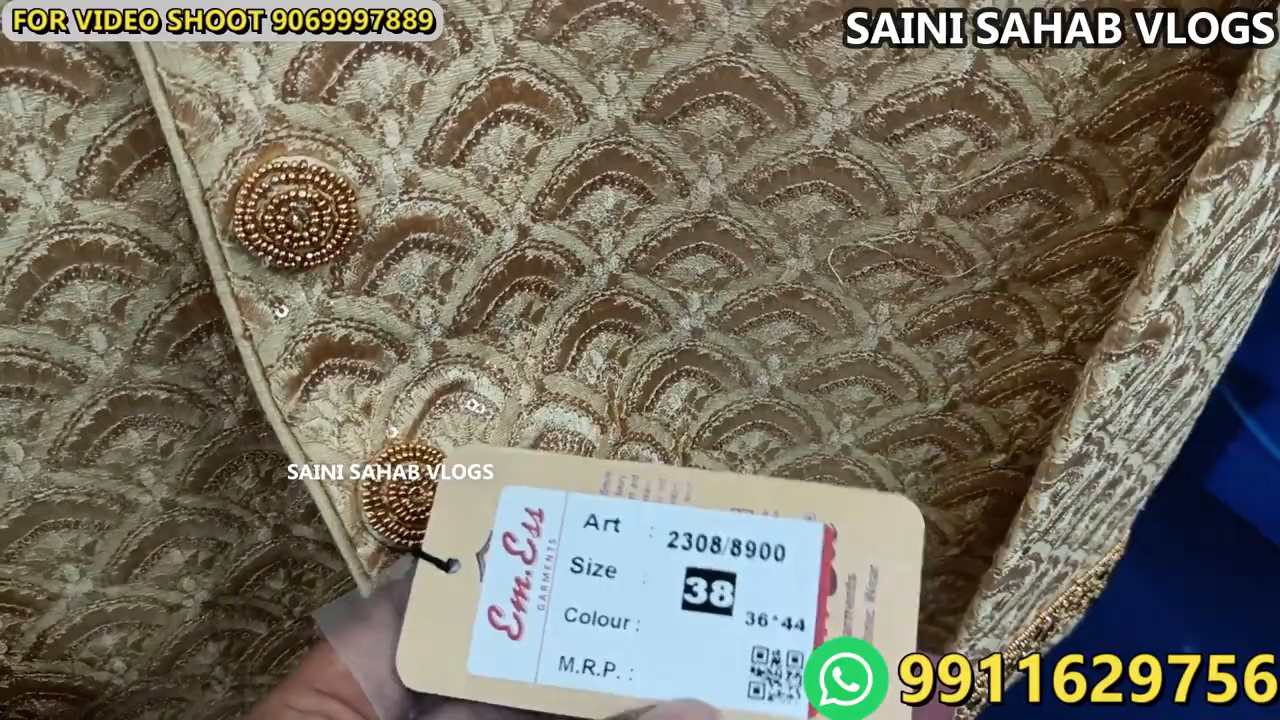 FOR VIDEO SHOOT 9069997889
SAINI SAHAB VLOGS
SAINI SAHAB VLOGS
Em.Ess
GARMENTS
Art : 2308/8900
Size : 38
36*44
Colour :
M.R.P. :
9911629756